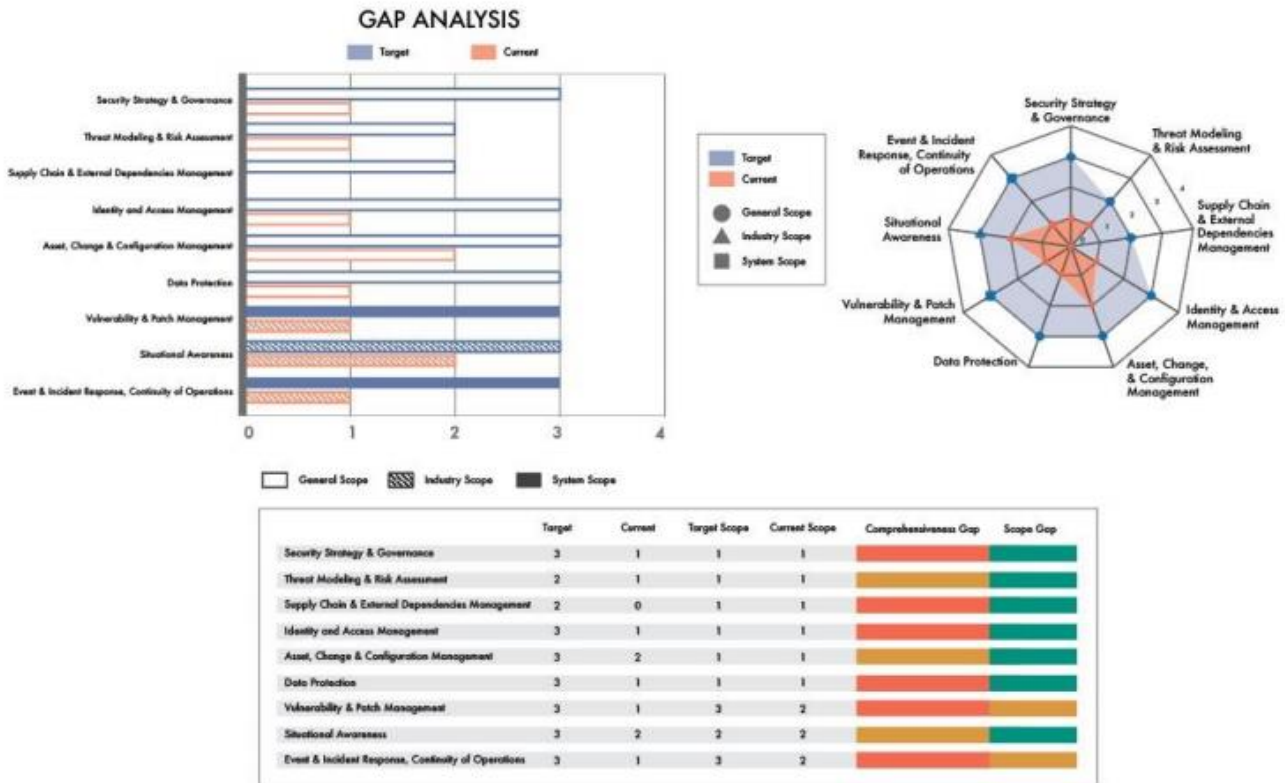 GAP ANALYSIS
Target
Current
Security Strategy & Governance
Threat Modeling & Risk Assessment
Supply Chain & External Dependencies Management
Identity and Access Management
Asset, Change & Configuration Management
Data Protection
Vulnerability & Patch Management
Situational Awareness
Event & Incident Response, Continuity of Operations
0 1 2 3 4
General Scope
Industry Scope
System Scope
Target
Current
General Scope
Industry Scope
System Scope
Security Strategy
& Governance
Threat Modeling
& Risk Assessment
Supply Chain
& External
Dependencies
Management
Identity & Access
Management
Asset, Change,
& Configuration
Management
Data Protection
Vulnerability & Patch
Management
Situational
Awareness
Event & Incident
Response, Continuity
of Operations
0 1 2 3 4
Target Current Target Scope Current Scope Comprehensiveness Gap Scope Gap
Security Strategy & Governance 3 1 1 1
Threat Modeling & Risk Assessment 2 1 1 1
Supply Chain & External Dependencies Management 2 0 1 1
Identity and Access Management 3 1 1 1
Asset, Change & Configuration Management 3 2 1 1
Data Protection 3 1 1 1
Vulnerability & Patch Management 3 1 3 2
Situational Awareness 3 2 2 2
Event & Incident Response, Continuity of Operations 3 1 3 2